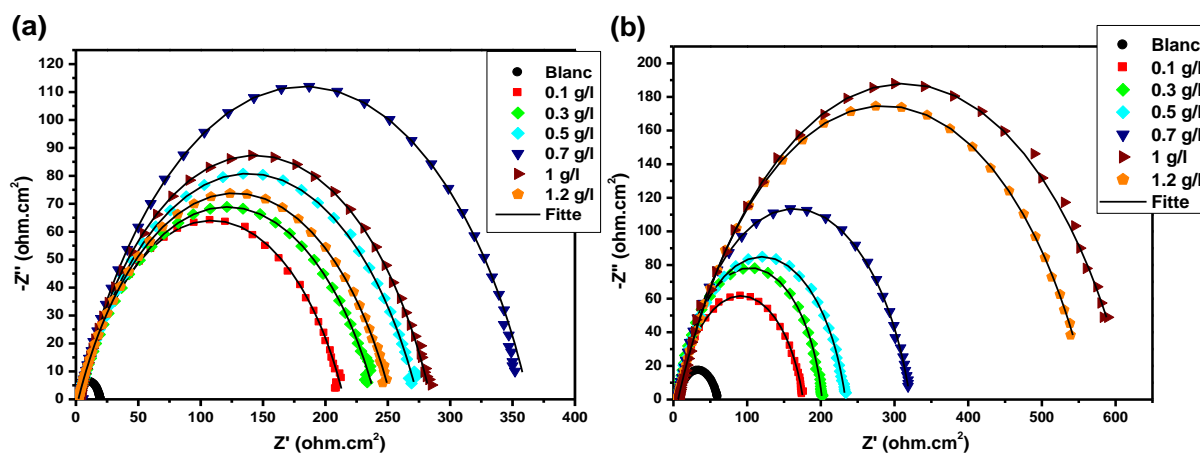 (a)
120
110
100
90
80
70
60
50
40
30
20
10
0
-Z'' (ohm.cm²)
0 50 100 150 200 250 300 350 400
Z' (ohm.cm²)
Blanc
0.1 g/l
0.3 g/l
0.5 g/l
0.7 g/l
1 g/l
1.2 g/l
Fitte
(b)
200
180
160
140
120
100
80
60
40
20
0
-Z'' (ohm.cm²)
0 100 200 300 400 500 600
Z' (ohm.cm²)
Blanc
0.1 g/l
0.3 g/l
0.5 g/l
0.7 g/l
1 g/l
1.2 g/l
Fitte